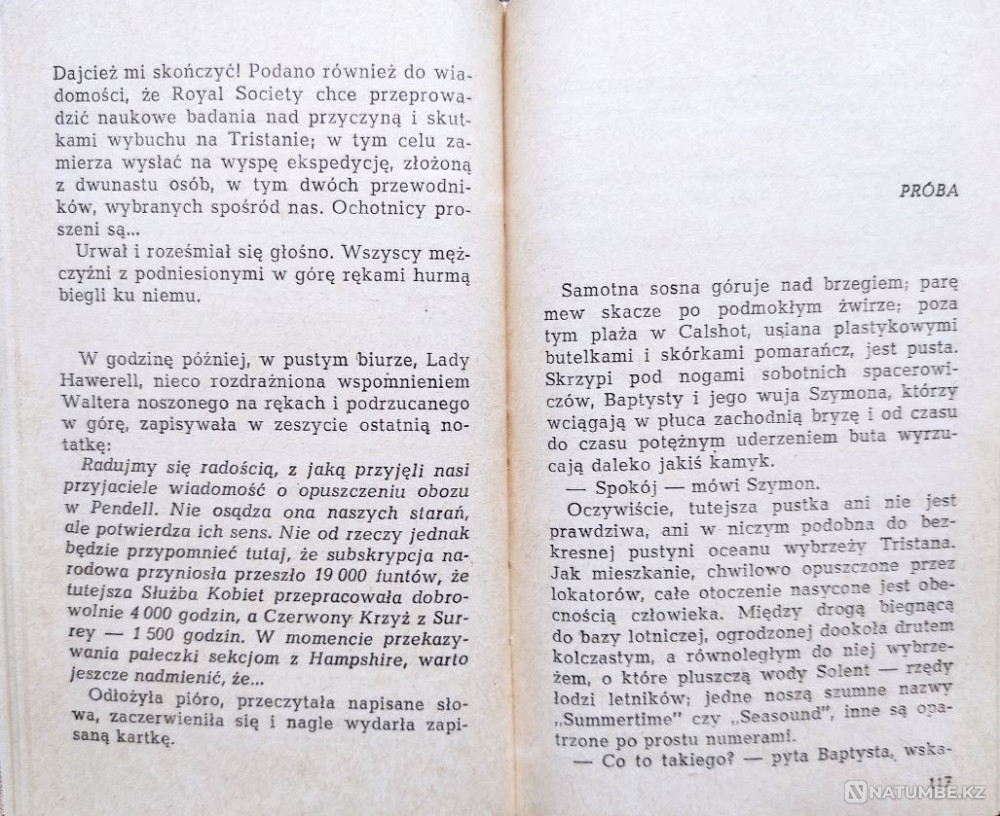 Dajcież mi skończyć! Podano również do wia-
domości, że Royal Society chce przeprowa-
dzić naukowe badania nad przyczyną i skut-
kami wybuchu na Tristanie; w tym celu za-
mierza wysłać na wyspę ekspedycję, złożoną
z dwunastu osób, w tym dwóch przewodni-
ków, wybranych spośród nas. Ochotnicy pro-
szeni są...
Urwał i roześmiał się głośno. Wszyscy męż-
czyźni z podniesionymi w górę rękami hurmą
biegli ku niemu.
W godzinę później, w pustym biurze, Lady
Hawerell, nieco rozdrażniona wspomnieniem
Waltera noszonego na rękach i podrzucanego
w górę, zapisywała w zeszycie ostatnią no-
tatkę:
Radujmy się radością, z jaką przyjęli nasi
przyjaciele wiadomość o opuszczeniu obozu
w Pendell. Nie osądza ona naszych starań,
ale potwierdza ich sens. Nie od rzeczy jednak
będzie przypomnieć tutaj, że subskrypcja na-
rodowa przyniosła przeszło 19 000 funtów, że
tutejsza Służba Kobiet przepracowała dobro-
wolnie 4 000 godzin, a Czerwony Krzyż z Sur-
rey — 1 500 godzin. W momencie przekazy-
wania pałeczki sekcjom z Hampshire, warto
jeszcze nadmienić, że...
Odłożyła pióro, przeczytała napisane sło-
wa, zaczerwieniła się i nagle wydarła zapi-
saną kartkę.
PRÓBA
Samotna sosna góruje nad brzegiem; parę
mew skacze po podmokłym żwirze; poza
tym plaża w Calshot, usiana plastykowymi
butelkami i skórkami pomarańcz, jest pusta.
Skrzypi pod nogami sobotnich spacerowi-
czów, Baptysty i jego wuja Szymona, którzy
wciągają w płuca zachodnią bryzę i od czasu
do czasu potężnym uderzeniem buta wyrzu-
cają daleko jakiś kamyk.
— Spokój — mówi Szymon.
Oczywiście, tutejsza pustka ani nie jest
prawdziwa, ani w niczym podobna do bez-
kresnej pustyni oceanu wybrzeży Tristana.
Jak mieszkanie, chwilowo opuszczone przez
lokatorów, całe otoczenie nasycone jest obe-
cnością człowieka. Między drogą biegnącą
do bazy lotniczej, ogrodzonej dookoła drutem
kolczastym, a równoległym do niej wybrze-
żem, o które pluszczą wody Solent — rzędy
łodzi letników; jedne noszą szumne nazwy
„Summertime" czy „Seasound", inne są opa-
trzone po prostu numerami.
— Co to takiego? — pyta Baptysta, wska-
117
NATUMBE.KZ